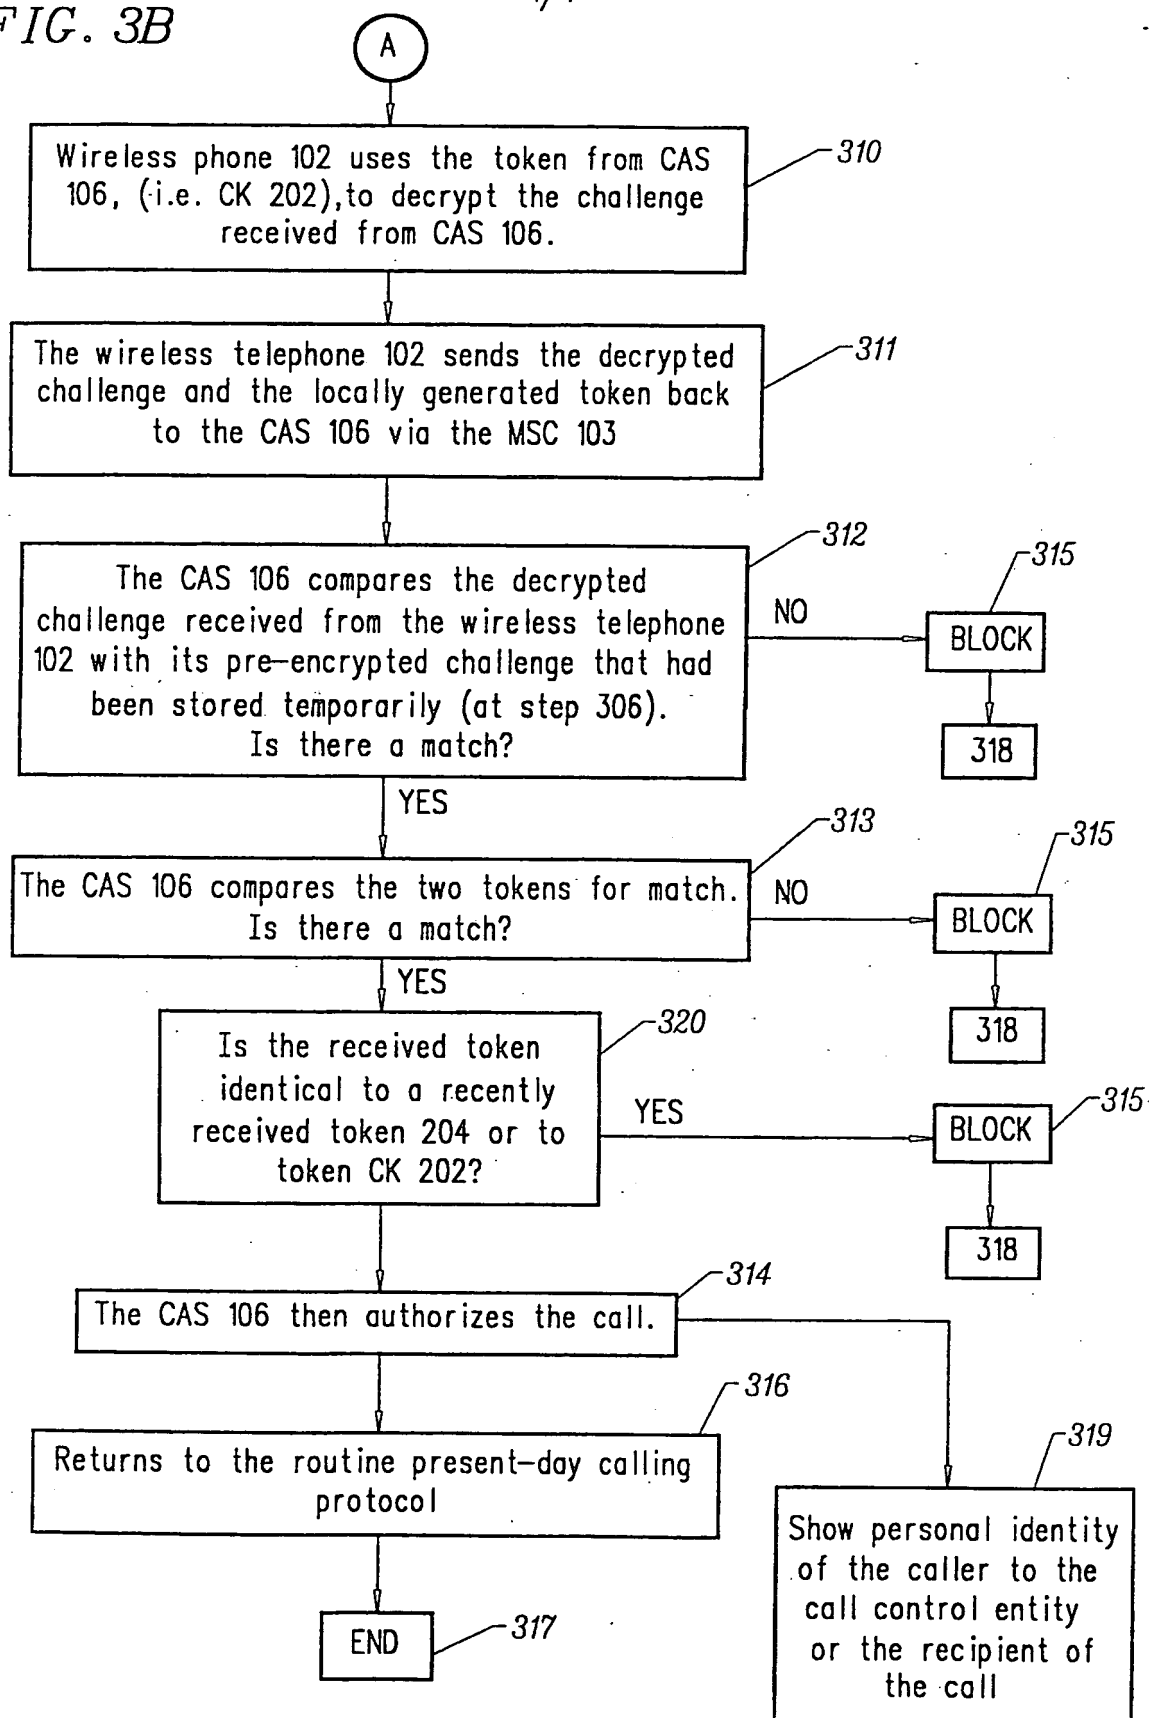 FIG. 3B
A
Wireless phone 102 uses the token from CAS
106, (i.e. CK 202), to decrypt the challenge
received from CAS 106.
310
The wireless telephone 102 sends the decrypted
challenge and the locally generated token back
to the CAS 106 via the MSC 103
311
The CAS 106 compares the decrypted
challenge received from the wireless telephone
102 with its pre-encrypted challenge that had
been stored temporarily (at step 306).
Is there a match?
312
NO
315
BLOCK
318
YES
The CAS 106 compares the two tokens for match.
Is there a match?
313
NO
315
BLOCK
318
YES
Is the received token
identical to a recently
received token 204 or to
token CK 202?
320
YES
315
BLOCK
318
The CAS 106 then authorizes the call.
314
Returns to the routine present-day calling
protocol
316
END
317
319
Show personal identity
of the caller to the
call control entity
or the recipient of
the call